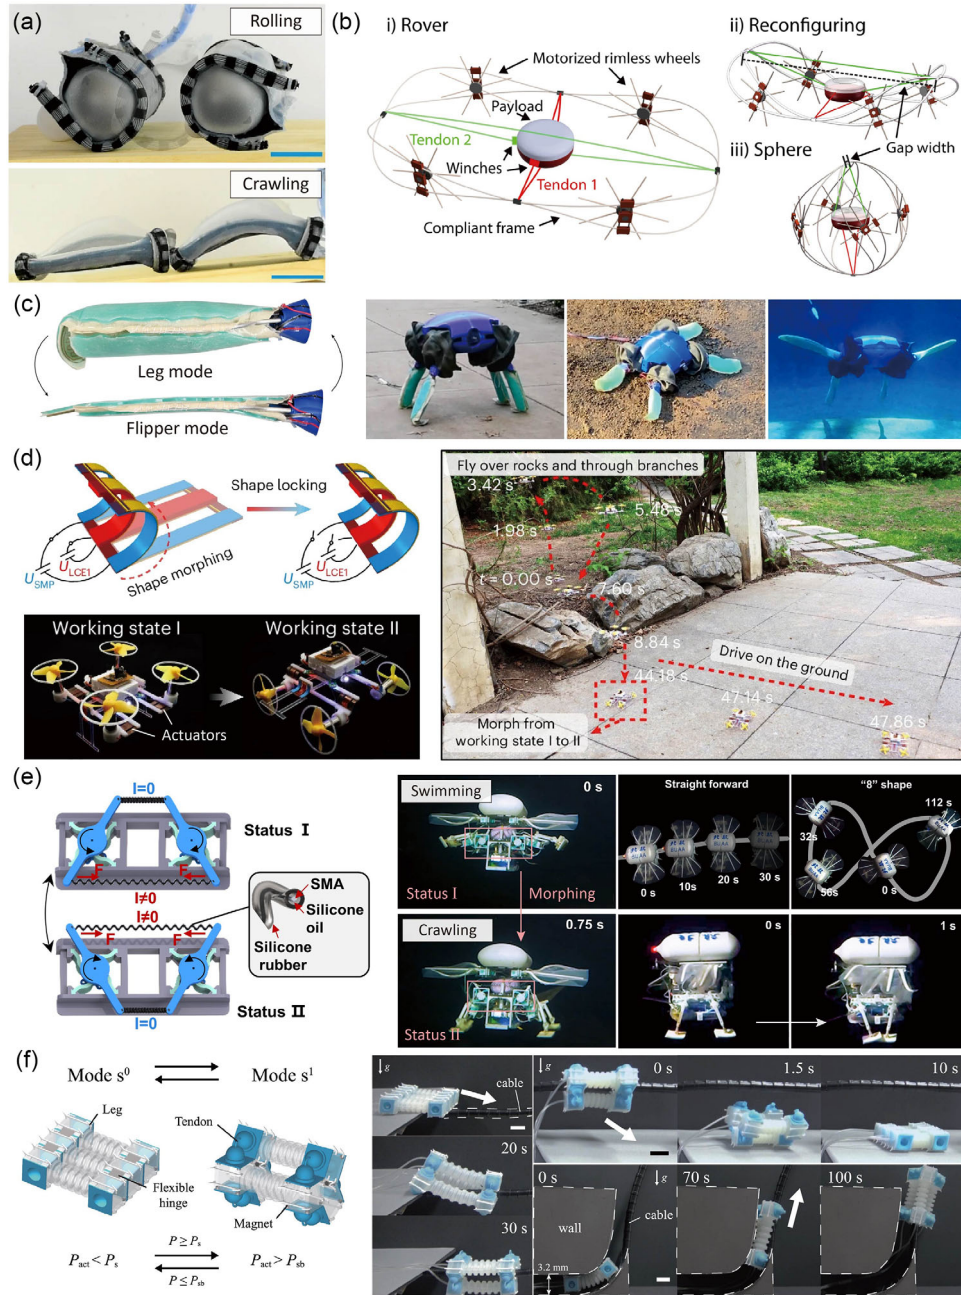 (a)
Rolling
Crawling
(b)
i) Rover
Motorized rimless wheels
Payload
Tendon 2
Winches
Tendon 1
Compliant frame
ii) Reconfiguring
Gap width
iii) Sphere
(c)
Leg mode
Flipper mode
(d)
Shape locking
U_SMP
U_LCE1
Shape morphing
U_SMP
U_LCE1
Working state I
Working state II
Actuators
Fly over rocks and through branches
3.42 s
5.48 s
1.98 s
t = 0.00 s
7.60 s
8.84 s
44.18 s
Drive on the ground
47.14 s
47.86 s
Morph from
working state I to II
(e)
I=0
Status I
F
F
I≠0
I≠0
F
F
I=0
Status II
SMA
Silicone
oil
Silicone
rubber
Swimming
0 s
Status I
Morphing
Crawling
0.75 s
Status II
Straight forward
0 s
10s
20 s
30 s
“8” shape
112 s
32s
56s
0 s
0 s
1 s
(f)
Mode s⁰
Mode s¹
Leg
Tendon
Flexible
hinge
Magnet
P_act < P_s
P ≥ P_s
P ≤ P_sb
P_act > P_sb
g
cable
20 s
30 s
0 s
1.5 s
10 s
0 s
g
wall
cable
3.2 mm
70 s
100 s